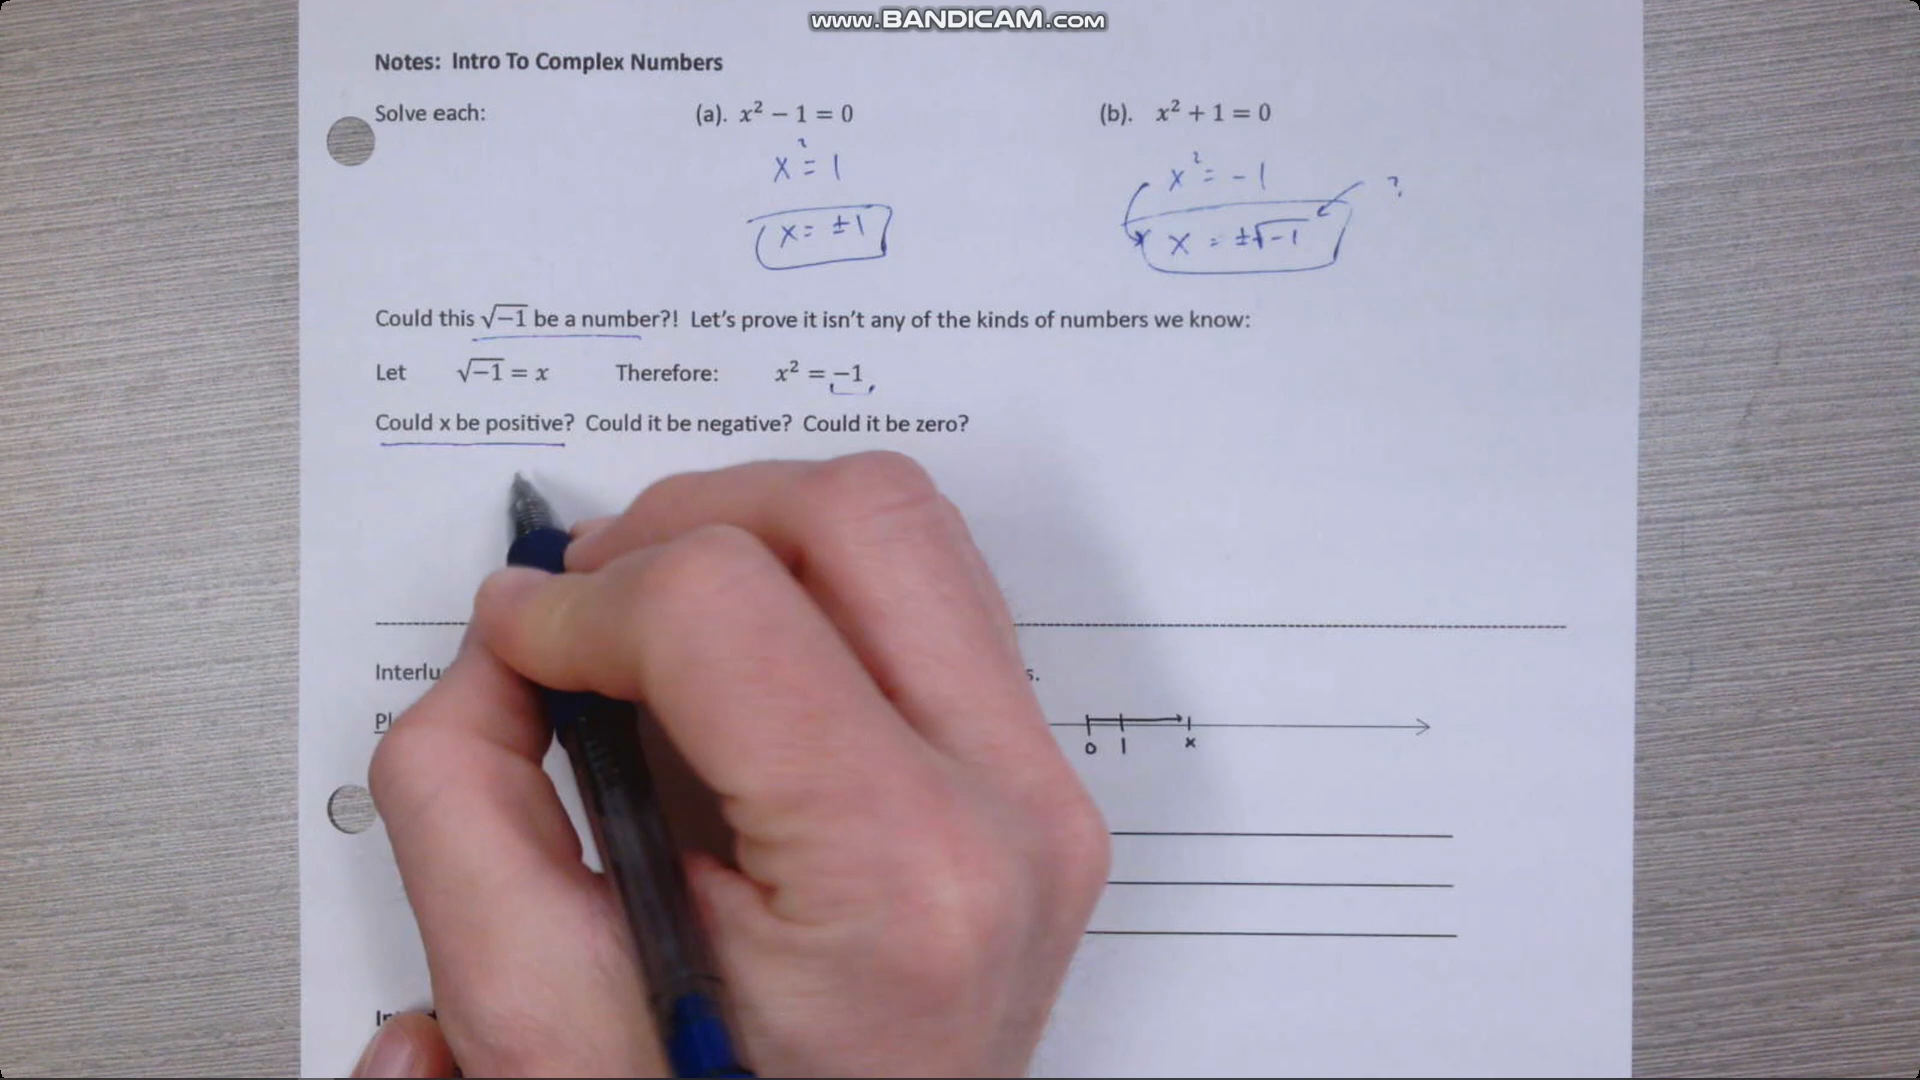 www.BANDICAM.com
Notes: Intro To Complex Numbers
Solve each: (a). x² − 1 = 0 (b). x² + 1 = 0
x² = 1
x = ±1
x² = -1
?
x = ±√-1
Could this √−1 be a number?! Let’s prove it isn’t any of the kinds of numbers we know:
Let √−1 = x Therefore: x² = −1
Could x be positive? Could it be negative? Could it be zero?
0 1 x